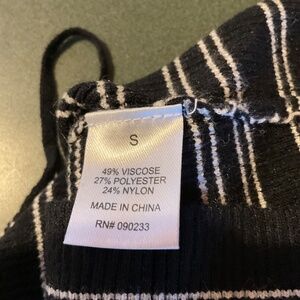 S
49% VISCOSE
27% POLYESTER
24% NYLON
MADE IN CHINA
RN# 090233